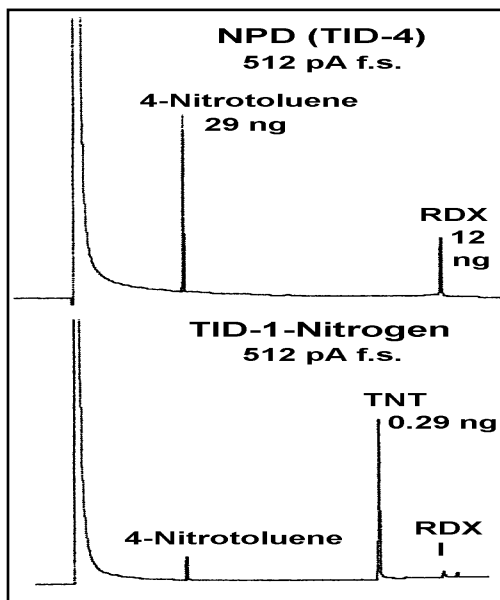 NPD (TID-4)
512 pA f.s.
4-Nitrotoluene
29 ng
RDX
12
ng
TID-1-Nitrogen
512 pA f.s.
TNT
0.29 ng
4-Nitrotoluene
RDX